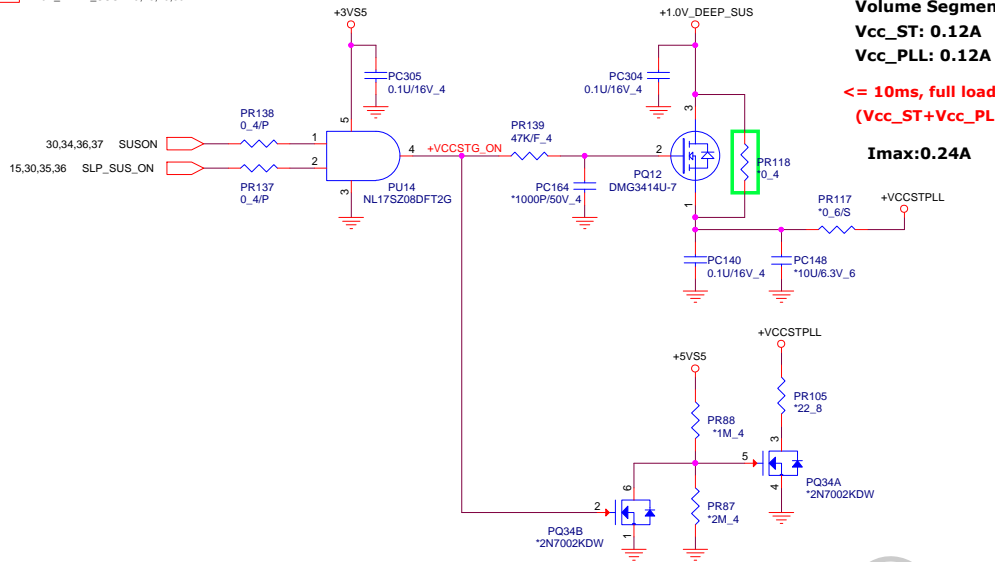 +3VS5
+1.0V_DEEP_SUS
Volume Segmen
Vcc_ST: 0.12A
Vcc_PLL: 0.12A
<= 10ms, full load
(Vcc_ST+Vcc_PL
Imax:0.24A
PC305
0.1U/16V_4
PC304
0.1U/16V_4
PR138
0_4/P
30,34,36,37 SUSON
15,30,35,36 SLP_SUS_ON
PR137
0_4/P
5
1
2
3
4
PU14
NL17SZ08DFT2G
+VCCSTG_ON
PR139
47K/F_4
PC164
*1000P/50V_4
3
2
1
PQ12
DMG3414U-7
PR118
*0_4
PR117
*0_6/S
+VCCSTPLL
PC140
0.1U/16V_4
PC148
*10U/6.3V_6
+VCCSTPLL
+5VS5
PR105
*22_8
PR88
*1M_4
3
5
4
PQ34A
*2N7002KDW
6
2
1
PQ34B
*2N7002KDW
PR87
*2M_4